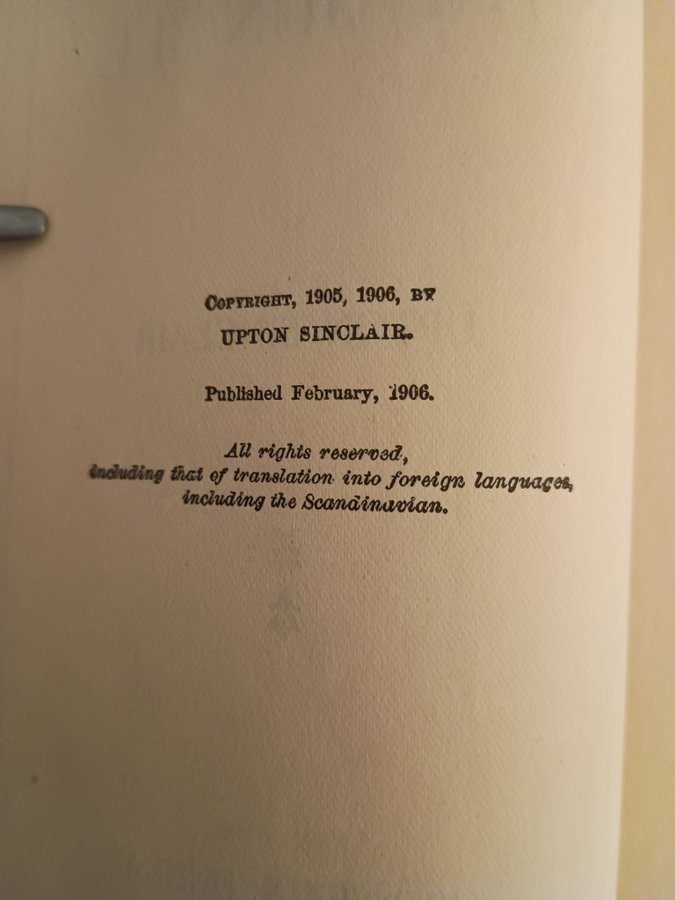 COPYRIGHT, 1905, 1906, BY
UPTON SINCLAIR.
Published February, 1906.
All rights reserved,
including that of translation into foreign languages,
including the Scandinavian.